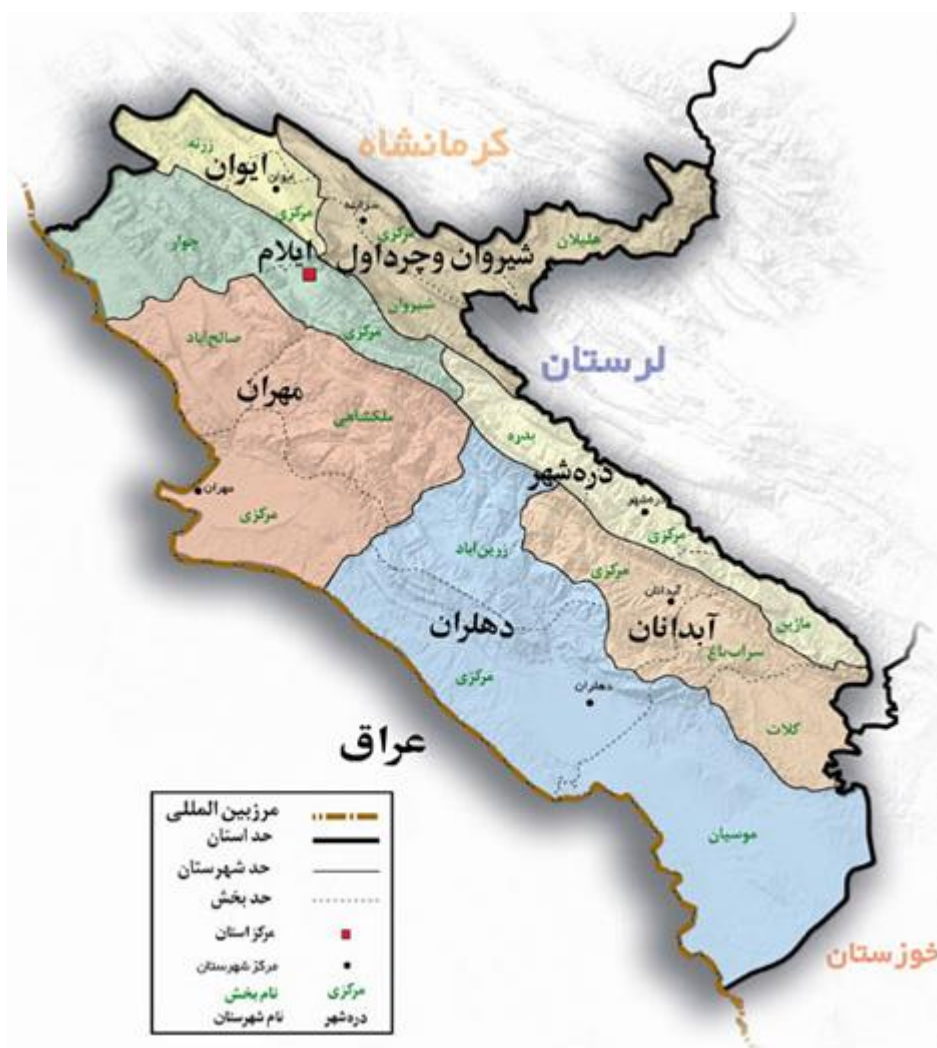 کرمانشاه
زرنه
ایوان
ایوان
مرکزی
سرابله
مرکزی
هلیلان
شیروان وچرداول
شیروان
چوار
ایلام
مرکزی
لرستان
صالح‌آباد
مهران
ملکشاهی
مهران
مرکزی
بدره
دره‌شهر
دره‌شهر
مرکزی
ماژین
زرین‌آباد
مرکزی
آبدانان
آبدانان
سراب‌باغ
کلات
دهلران
مرکزی
دهلران
موسیان
عراق
خوزستان
مرزبین المللی
حد استان
حد شهرستان
حد بخش
مرکز استان
مرکز شهرستان
نام بخش مرکزی
نام شهرستان دره‌شهر